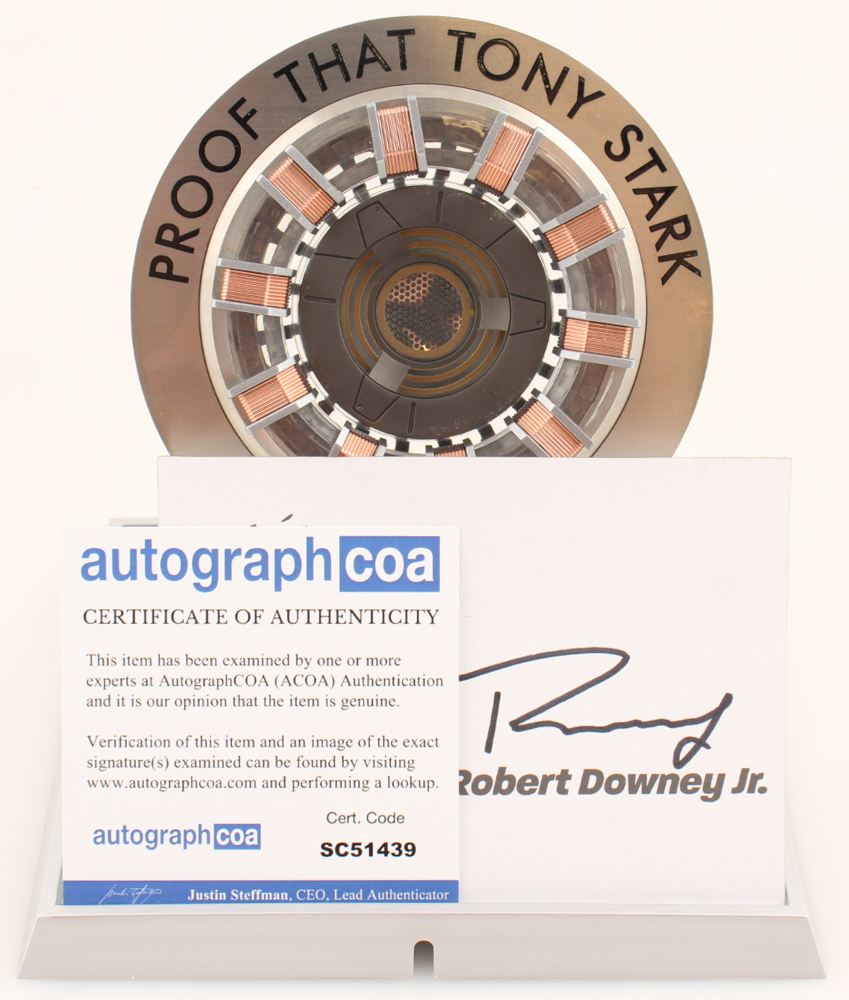 PROOF THAT TONY STARK
autographcoa
CERTIFICATE OF AUTHENTICITY
This item has been examined by one or more
experts at AutographCOA (ACOA) Authentication
and it is our opinion that the item is genuine.
Verification of this item and an image of the exact
signature(s) examined can be found by visiting
www.autographcoa.com and performing a lookup.
Cert. Code
autographcoa
SC51439
Justin Steffman, CEO, Lead Authenticator
Robert Downey Jr.